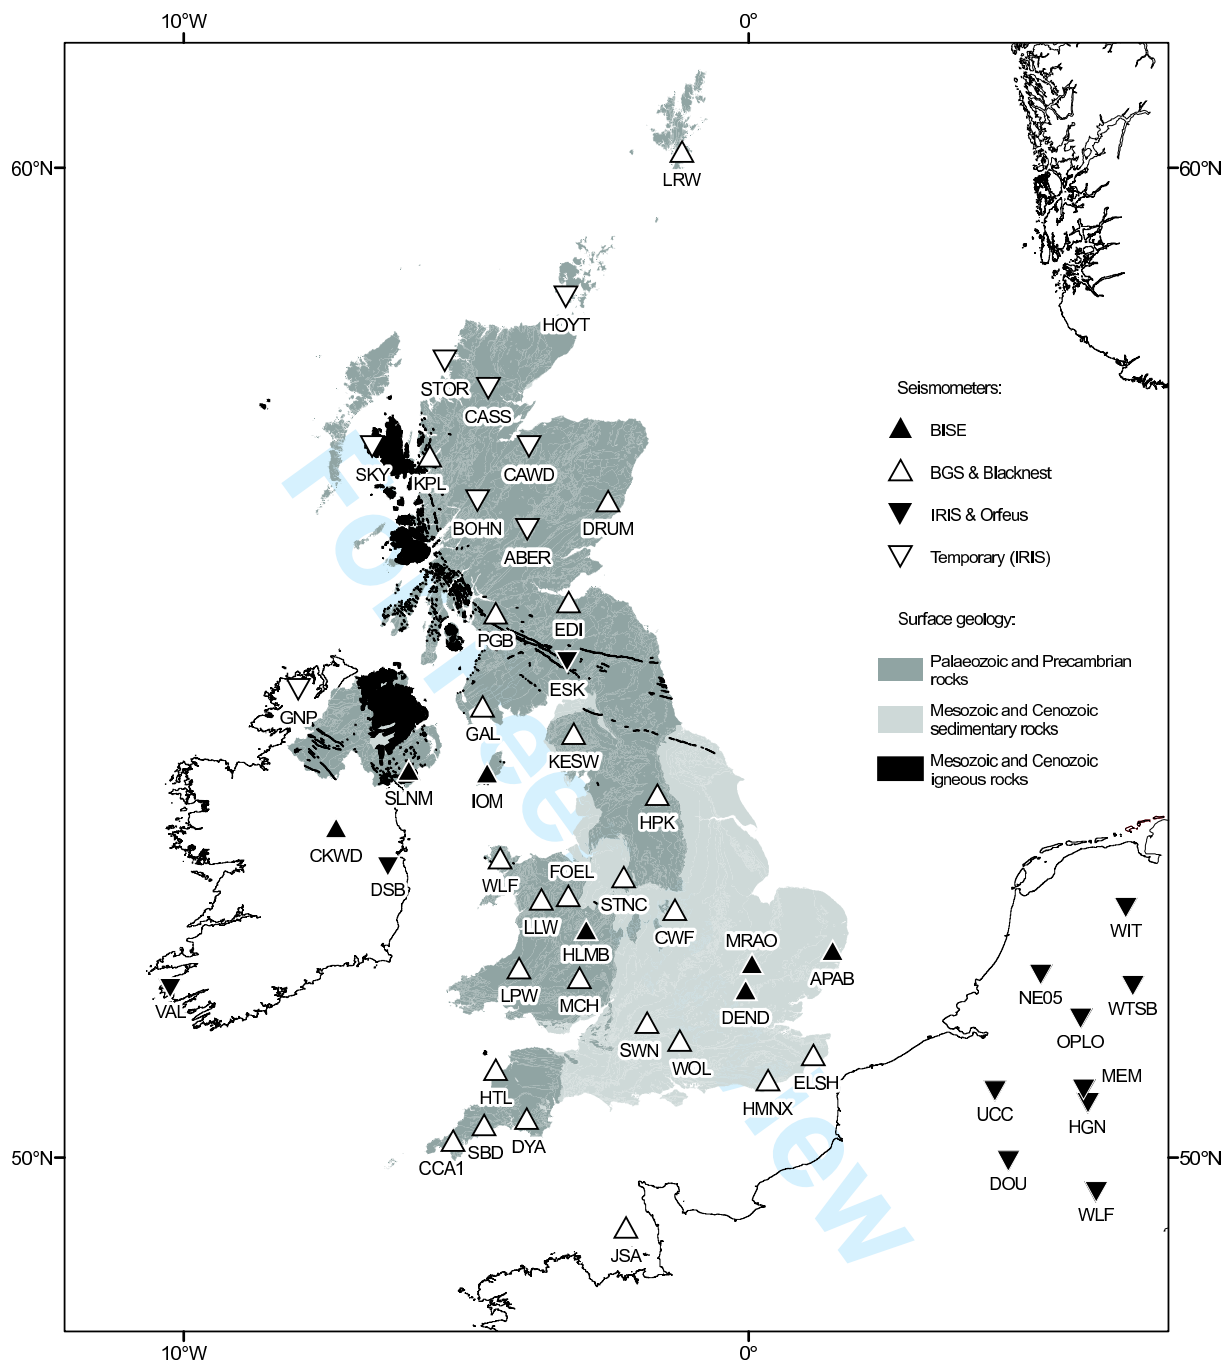 10°W
0°
60°N
60°N
LRW
HOYT
STOR
CASS
Seismometers:
BISE
SKY
KPL
CAWD
BGS & Blacknest
BOHN
DRUM
IRIS & Orfeus
ABER
Temporary (IRIS)
EDI
PGB
Surface geology:
ESK
Palaeozoic and Precambrian
rocks
GNP
GAL
Mesozoic and Cenozoic
sedimentary rocks
KESW
Mesozoic and Cenozoic
igneous rocks
SLNM
IOM
HPK
CKWD
DSB
WLF
FOEL
STNC
LLW
CWF
WIT
HLMB
MRAO
APAB
LPW
MCH
NE05
WTSB
VAL
DEND
OPLO
SWN
WOL
ELSH
MEM
HTL
HMNX
UCC
HGN
SBD
DYA
CCA1
50°N
50°N
DOU
WLF
JSA
10°W
0°
For Peer Review